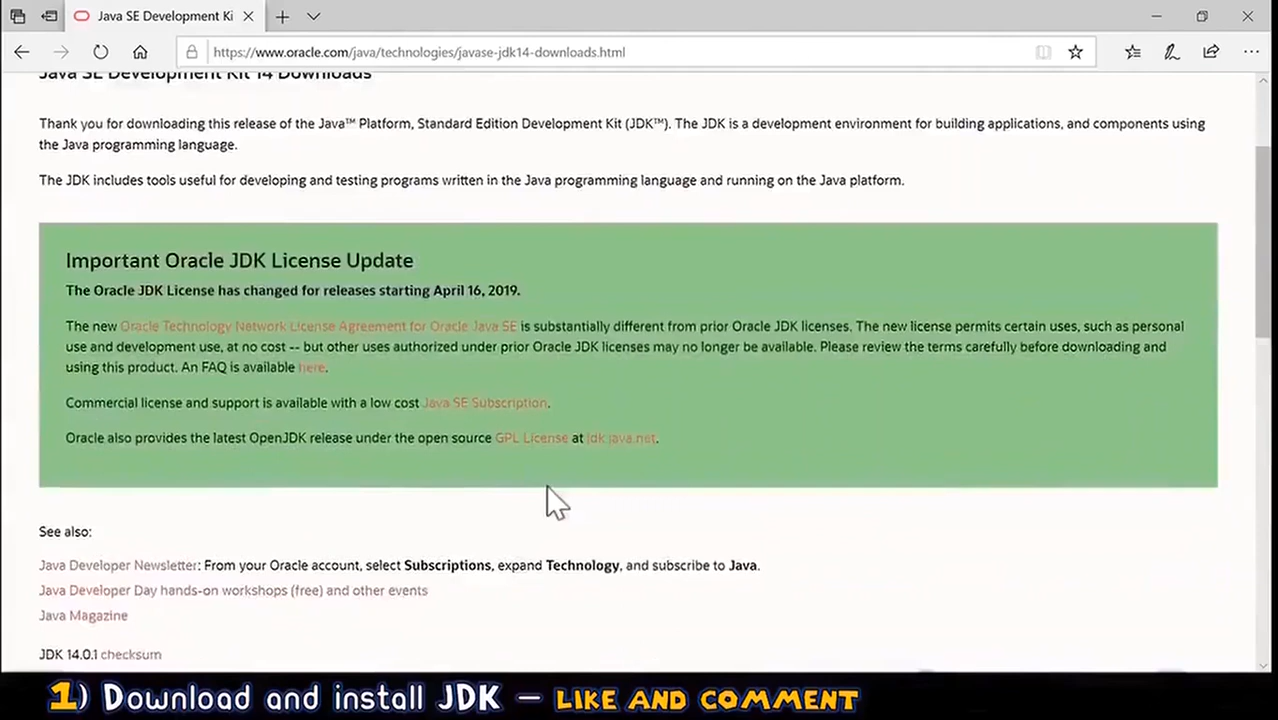 Java SE Development Ki
https://www.oracle.com/java/technologies/javase-jdk14-downloads.html
Java SE Development Kit 14 Downloads
Thank you for downloading this release of the Java™ Platform, Standard Edition Development Kit (JDK™). The JDK is a development environment for building applications, and components using
the Java programming language.
The JDK includes tools useful for developing and testing programs written in the Java programming language and running on the Java platform.
Important Oracle JDK License Update
The Oracle JDK License has changed for releases starting April 16, 2019.
The new Oracle Technology Network License Agreement for Oracle Java SE is substantially different from prior Oracle JDK licenses. The new license permits certain uses, such as personal
use and development use, at no cost -- but other uses authorized under prior Oracle JDK licenses may no longer be available. Please review the terms carefully before downloading and
using this product. An FAQ is available here.
Commercial license and support is available with a low cost Java SE Subscription.
Oracle also provides the latest OpenJDK release under the open source GPL License at jdk.java.net.
See also:
Java Developer Newsletter: From your Oracle account, select Subscriptions, expand Technology, and subscribe to Java.
Java Developer Day hands-on workshops (free) and other events
Java Magazine
JDK 14.0.1 checksum
1) Download and install JDK – LIKE AND COMMENT